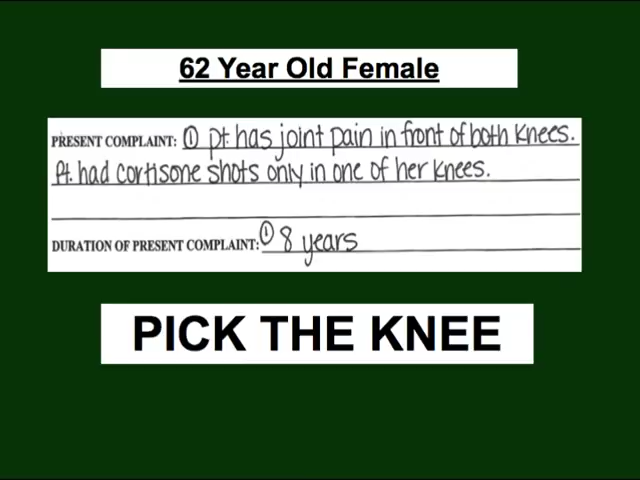 62 Year Old Female
PRESENT COMPLAINT: ① pt. has joint pain in front of both knees.
Pt. had cortisone shots only in one of her knees.
DURATION OF PRESENT COMPLAINT: ① 8 years
PICK THE KNEE